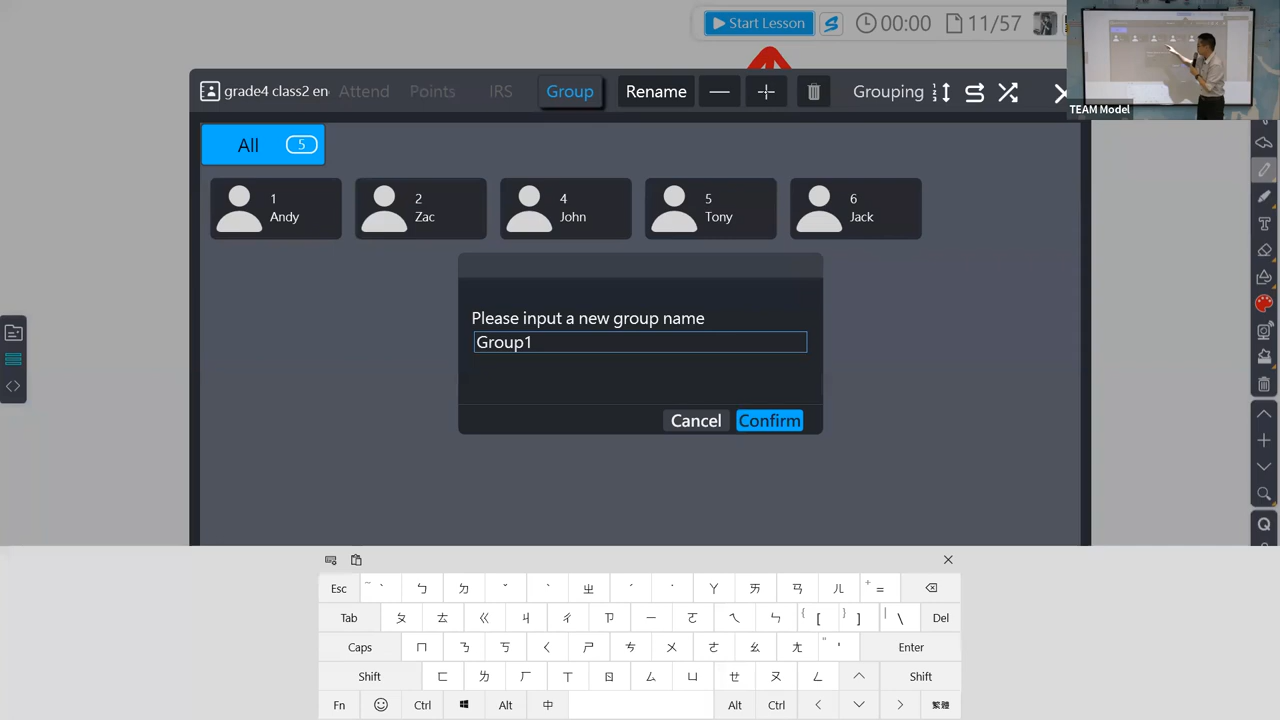 Start Lesson 00:00 11/57
TEAM Model
grade4 class2 en Attend Points IRS Group Rename Grouping
All 5
1
Andy
2
Zac
4
John
5
Tony
6
Jack
Please input a new group name
Group1
Cancel Confirm
Esc ~ ` ㄅ ㄉ ˇ ˋ ㄓ ˊ ˙ ㄚ ㄞ ㄢ ㄦ + =
Tab ㄆ ㄊ ㄍ ㄐ ㄔ ㄗ ㄧ ㄛ ㄟ ㄣ { [ } ] | \ Del
Caps ㄇ ㄋ ㄎ ㄑ ㄕ ㄘ ㄨ ㄜ ㄠ ㄤ " ' Enter
Shift ㄈ ㄌ ㄏ ㄒ ㄖ ㄙ ㄩ ㄝ ㄡ ㄥ Shift
Fn Ctrl Alt 中 Alt Ctrl 繁體